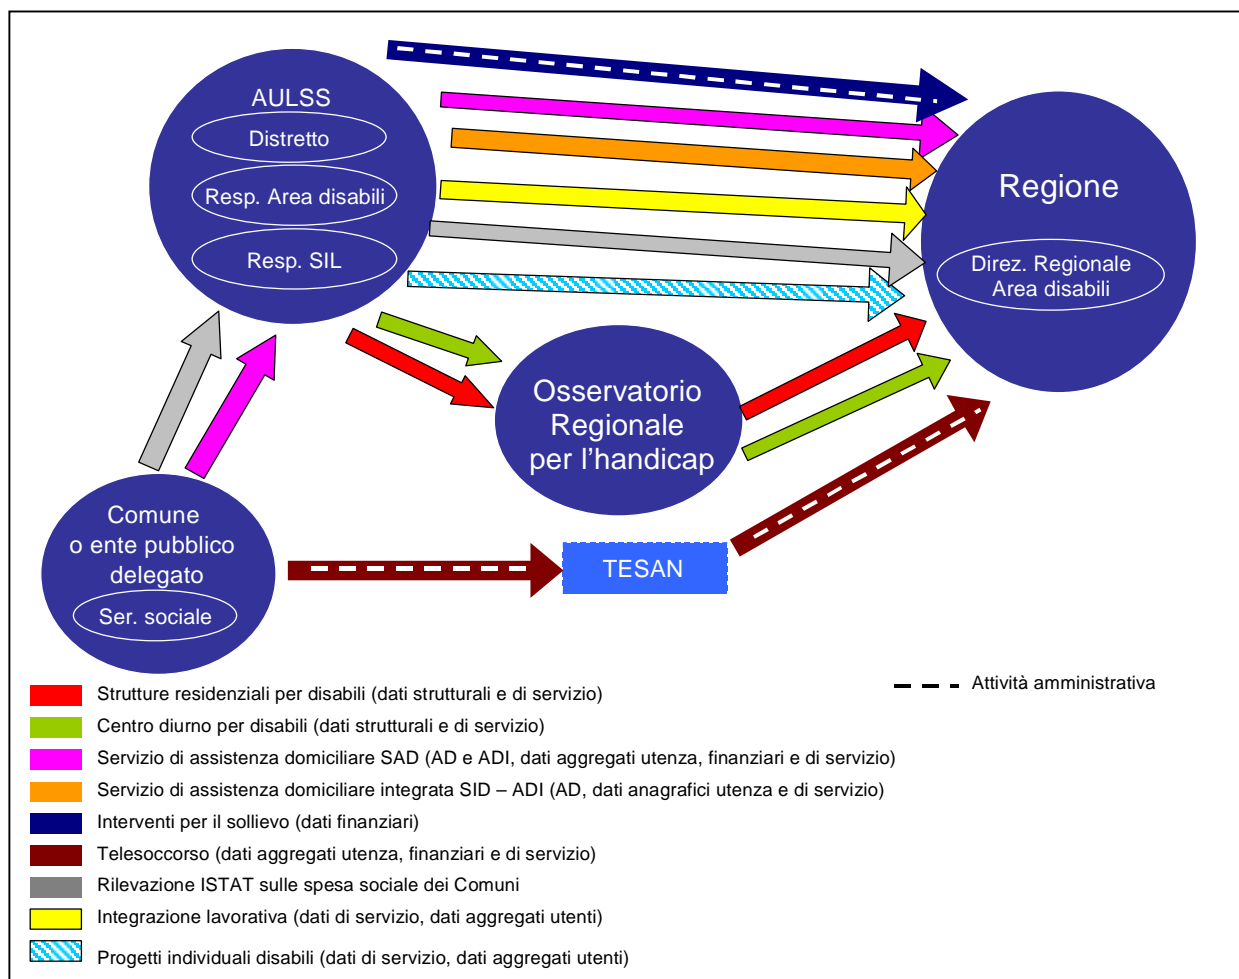 AULSS
Distretto
Resp. Area disabili
Resp. SIL
Regione
Direz. Regionale
Area disabili
Osservatorio
Regionale
per l'handicap
Comune
o ente pubblico
delegato
Ser. sociale
TESAN
Strutture residenziali per disabili (dati strutturali e di servizio)
Attività amministrativa
Centro diurno per disabili (dati strutturali e di servizio)
Servizio di assistenza domiciliare SAD (AD e ADI, dati aggregati utenza, finanziari e di servizio)
Servizio di assistenza domiciliare integrata SID – ADI (AD, dati anagrafici utenza e di servizio)
Interventi per il sollievo (dati finanziari)
Telesoccorso (dati aggregati utenza, finanziari e di servizio)
Rilevazione ISTAT sulle spesa sociale dei Comuni
Integrazione lavorativa (dati di servizio, dati aggregati utenti)
Progetti individuali disabili (dati di servizio, dati aggregati utenti)